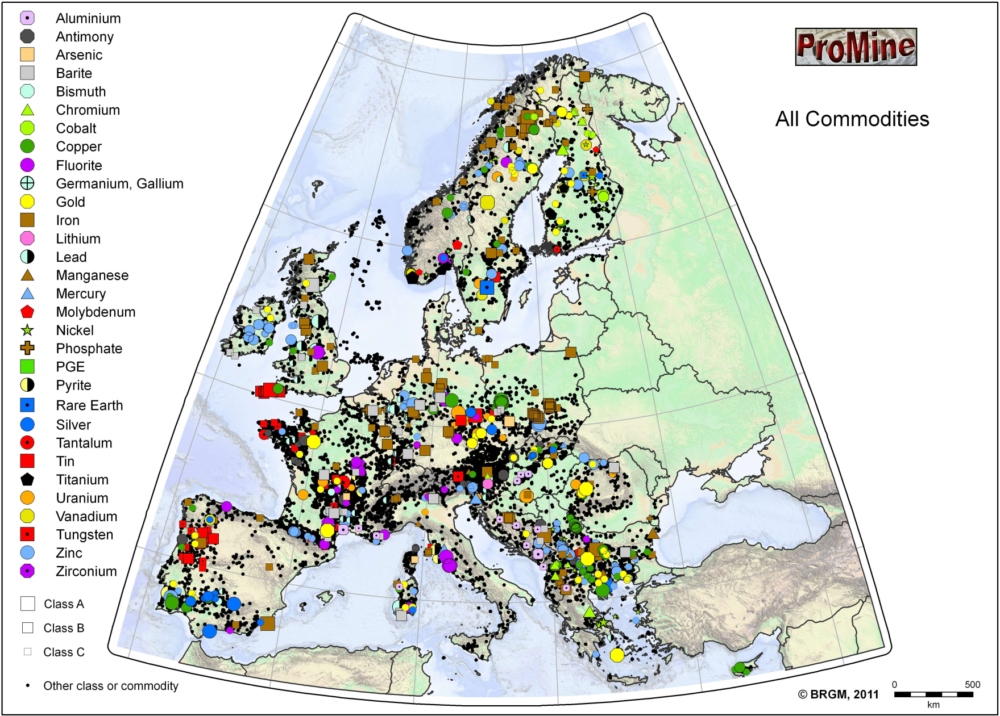 Aluminium
Antimony
Arsenic
Barite
Bismuth
Chromium
Cobalt
Copper
Fluorite
Germanium, Gallium
Gold
Iron
Lithium
Lead
Manganese
Mercury
Molybdenum
Nickel
Phosphate
PGE
Pyrite
Rare Earth
Silver
Tantalum
Tin
Titanium
Uranium
Vanadium
Tungsten
Zinc
Zirconium
Class A
Class B
Class C
Other class or commodity
ProMine
All Commodities
© BRGM, 2011
0 500
km